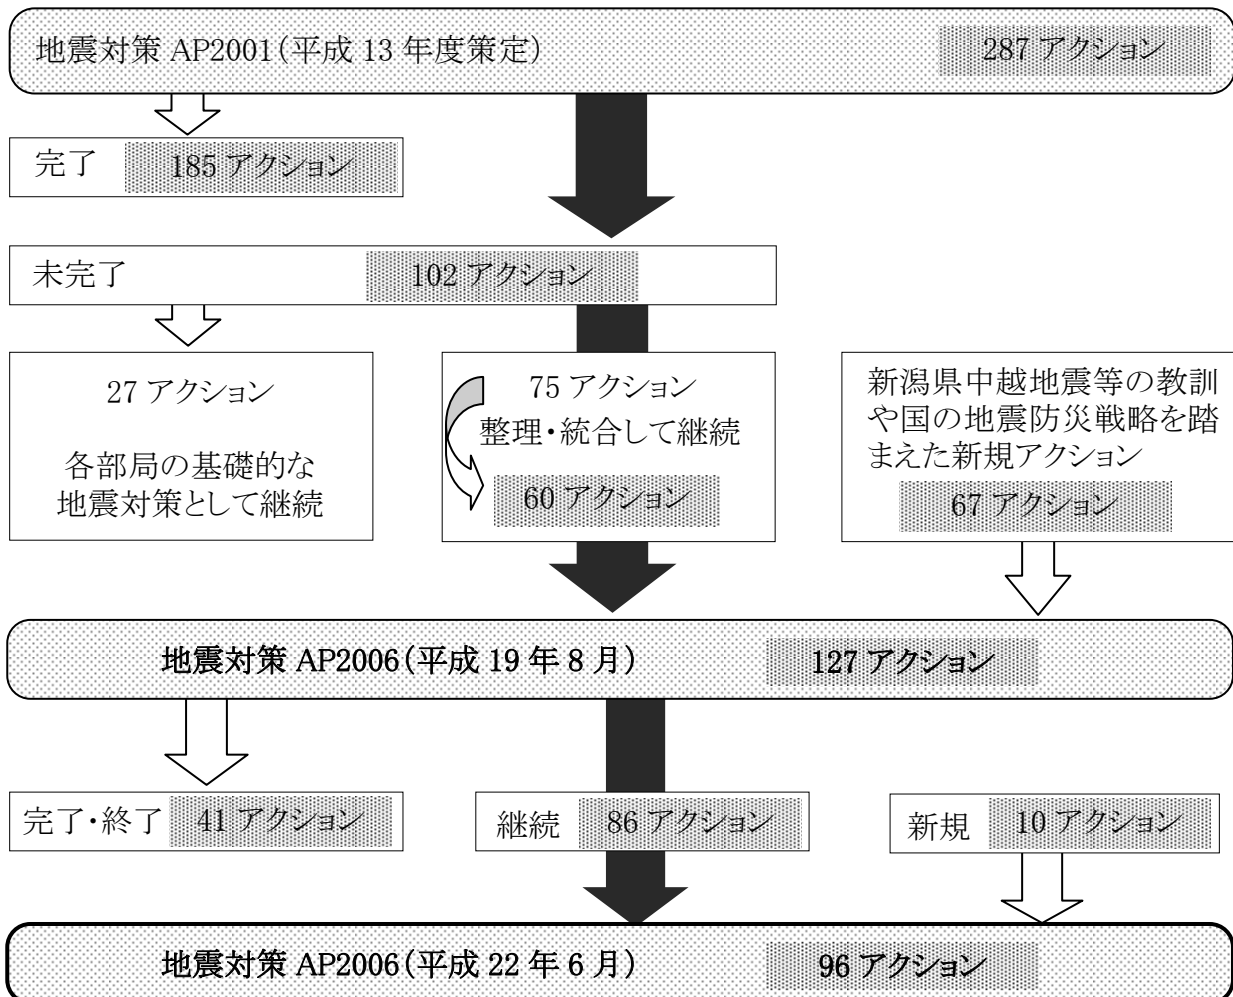 地震対策 AP2001(平成 13 年度策定) 287 アクション
完了 185 アクション
未完了 102 アクション
27 アクション
各部局の基礎的な
地震対策として継続
75 アクション
整理・統合して継続
60 アクション
新潟県中越地震等の教訓
や国の地震防災戦略を踏
まえた新規アクション
67 アクション
地震対策 AP2006(平成 19 年 8 月) 127 アクション
完了・終了 41 アクション
継続 86 アクション
新規 10 アクション
地震対策 AP2006(平成 22 年 6 月) 96 アクション